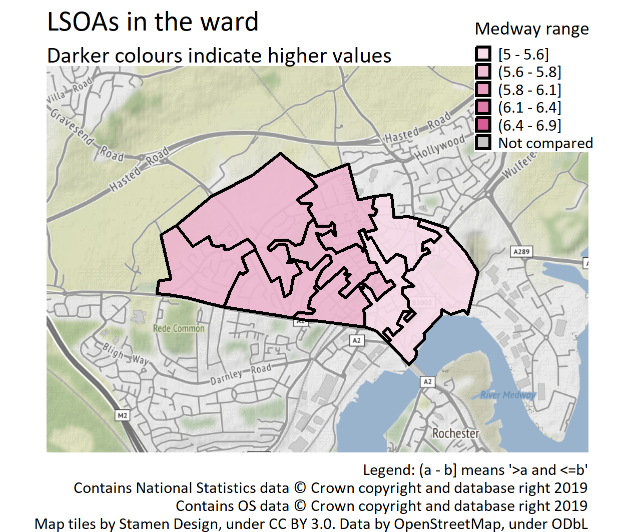 LSOAs in the ward
Darker colours indicate higher values
Medway range
[5 - 5.6]
(5.6 - 5.8]
(5.8 - 6.1]
(6.1 - 6.4]
(6.4 - 6.9]
Not compared
Villa Road
Gravesend Road
Hasted Road
Hasted Road
Hollywood
Wulfere
A289
Rede Common
A2
Bligh Way
Darnley Road
A2
River Medway
M2
Rochester
Legend: (a - b] means '>a and <=b'
Contains National Statistics data © Crown copyright and database right 2019
Contains OS data © Crown copyright and database right 2019
Map tiles by Stamen Design, under CC BY 3.0. Data by OpenStreetMap, under ODbL